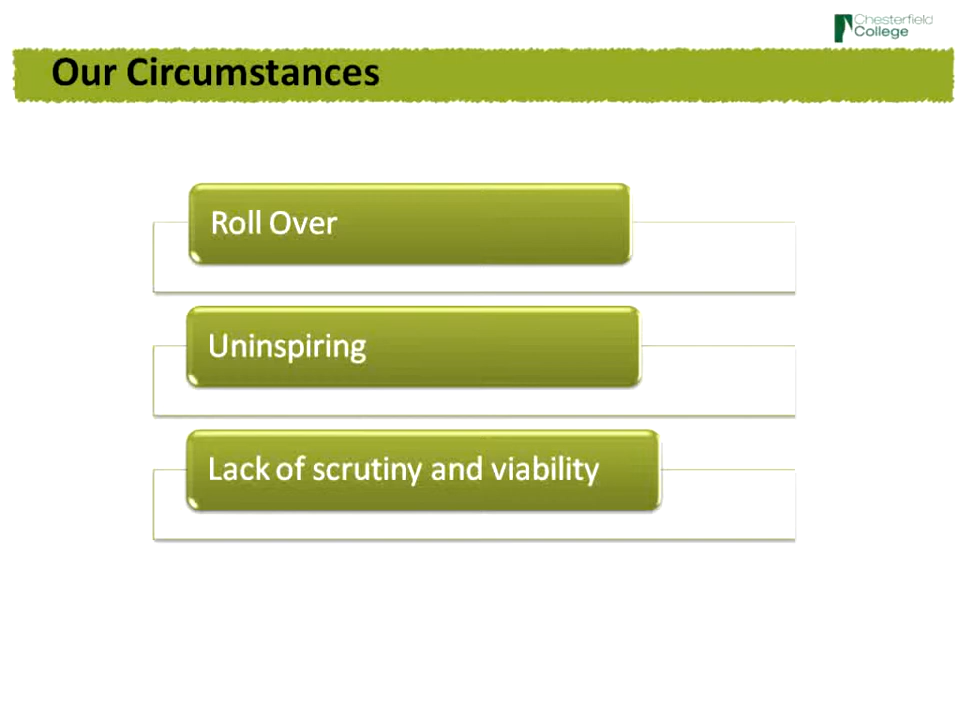 Chesterfield
College
Our Circumstances
Roll Over
Uninspiring
Lack of scrutiny and viability